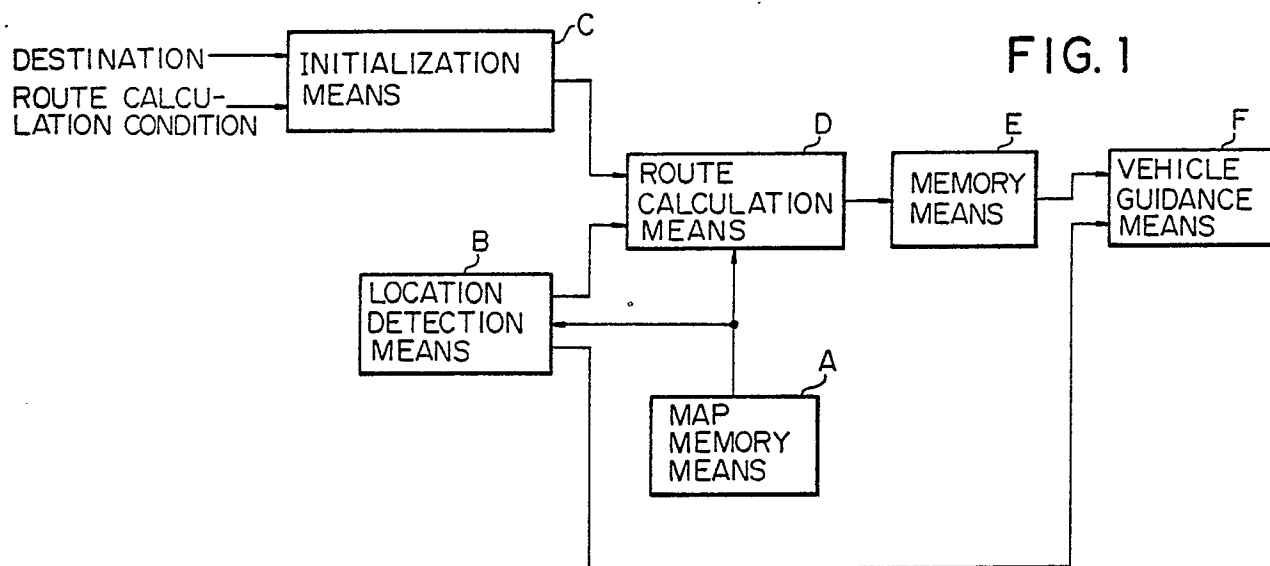 FIG. 1
C
DESTINATION
ROUTE CALCU-
LATION CONDITION
INITIALIZATION
MEANS
D
ROUTE
CALCULATION
MEANS
E
MEMORY
MEANS
F
VEHICLE
GUIDANCE
MEANS
B
LOCATION
DETECTION
MEANS
A
MAP
MEMORY
MEANS